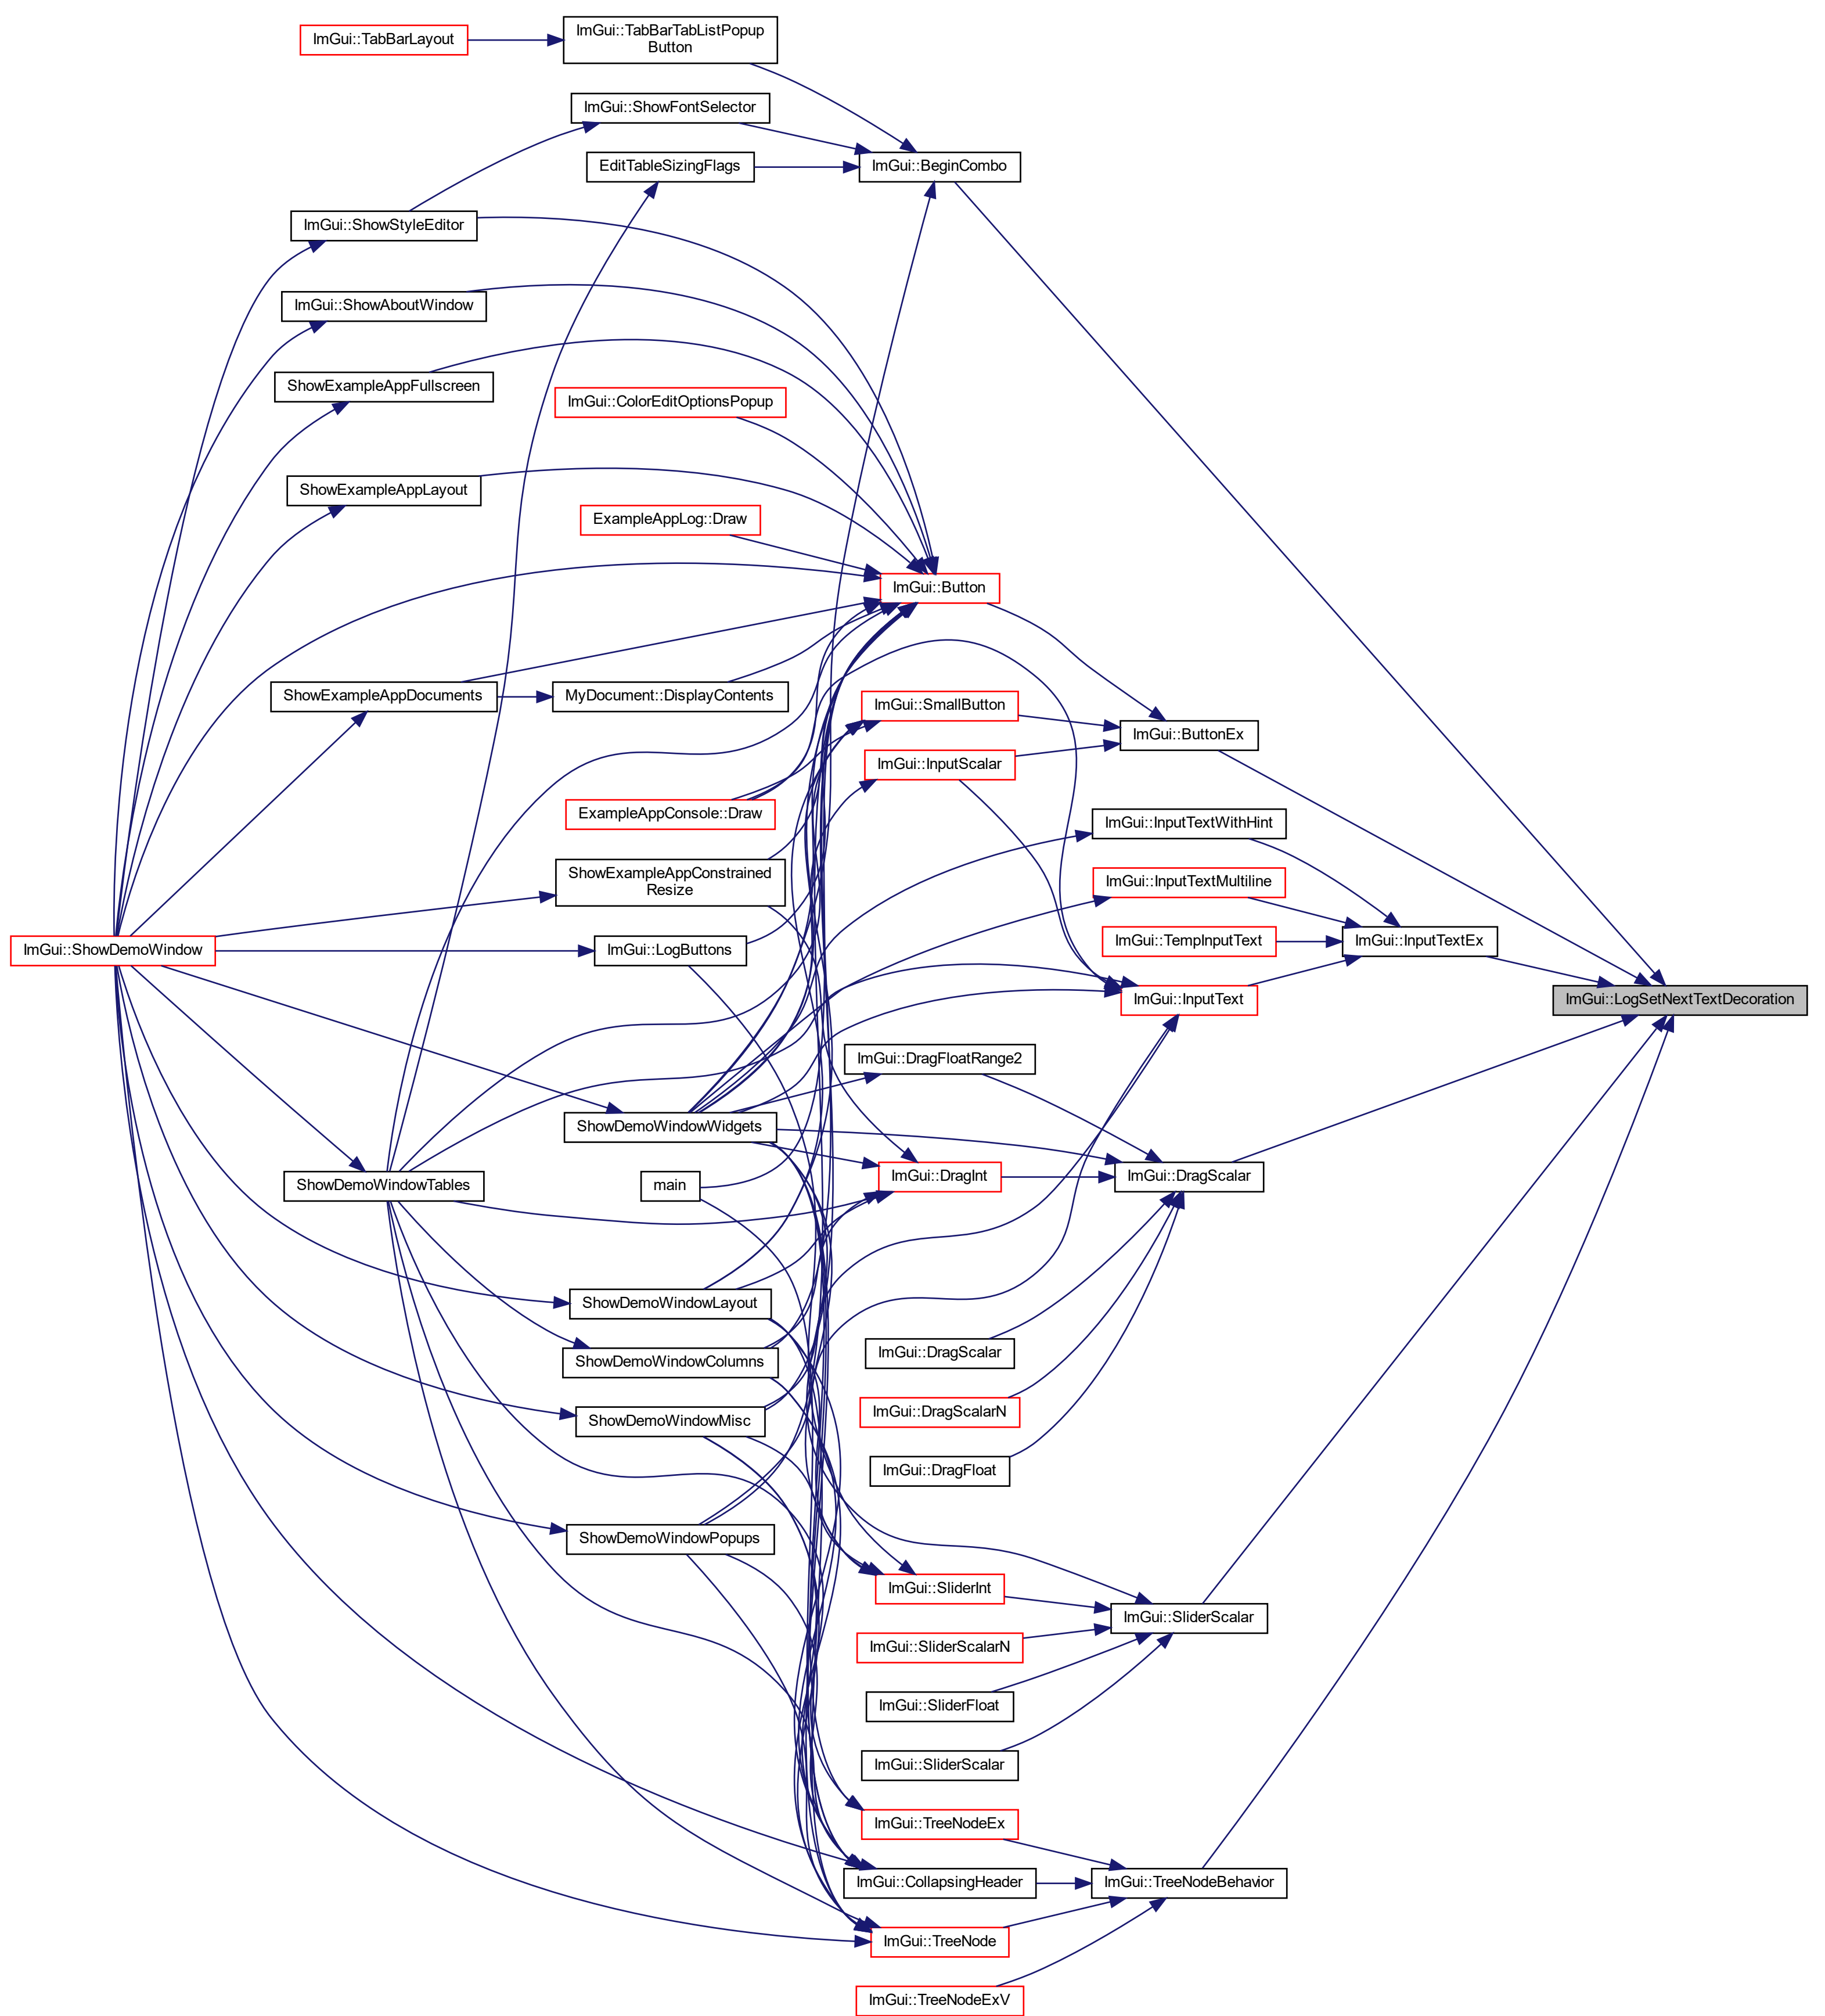 ImGui::TabBarLayout
ImGui::TabBarTabListPopup
Button
ImGui::ShowFontSelector
EditTableSizingFlags
ImGui::BeginCombo
ImGui::ShowStyleEditor
ImGui::ShowAboutWindow
ShowExampleAppFullscreen
ImGui::ColorEditOptionsPopup
ShowExampleAppLayout
ExampleAppLog::Draw
ImGui::Button
ShowExampleAppDocuments
MyDocument::DisplayContents
ImGui::SmallButton
ImGui::ButtonEx
ImGui::InputScalar
ExampleAppConsole::Draw
ImGui::InputTextWithHint
ShowExampleAppConstrained
Resize
ImGui::InputTextMultiline
ImGui::ShowDemoWindow
ImGui::LogButtons
ImGui::TempInputText
ImGui::InputTextEx
ImGui::InputText
ImGui::LogSetNextTextDecoration
ImGui::DragFloatRange2
ShowDemoWindowWidgets
ShowDemoWindowTables
main
ImGui::DragInt
ImGui::DragScalar
ShowDemoWindowLayout
ImGui::DragScalar
ShowDemoWindowColumns
ImGui::DragScalarN
ShowDemoWindowMisc
ImGui::DragFloat
ShowDemoWindowPopups
ImGui::SliderInt
ImGui::SliderScalar
ImGui::SliderScalarN
ImGui::SliderFloat
ImGui::SliderScalar
ImGui::TreeNodeEx
ImGui::CollapsingHeader
ImGui::TreeNodeBehavior
ImGui::TreeNode
ImGui::TreeNodeExV